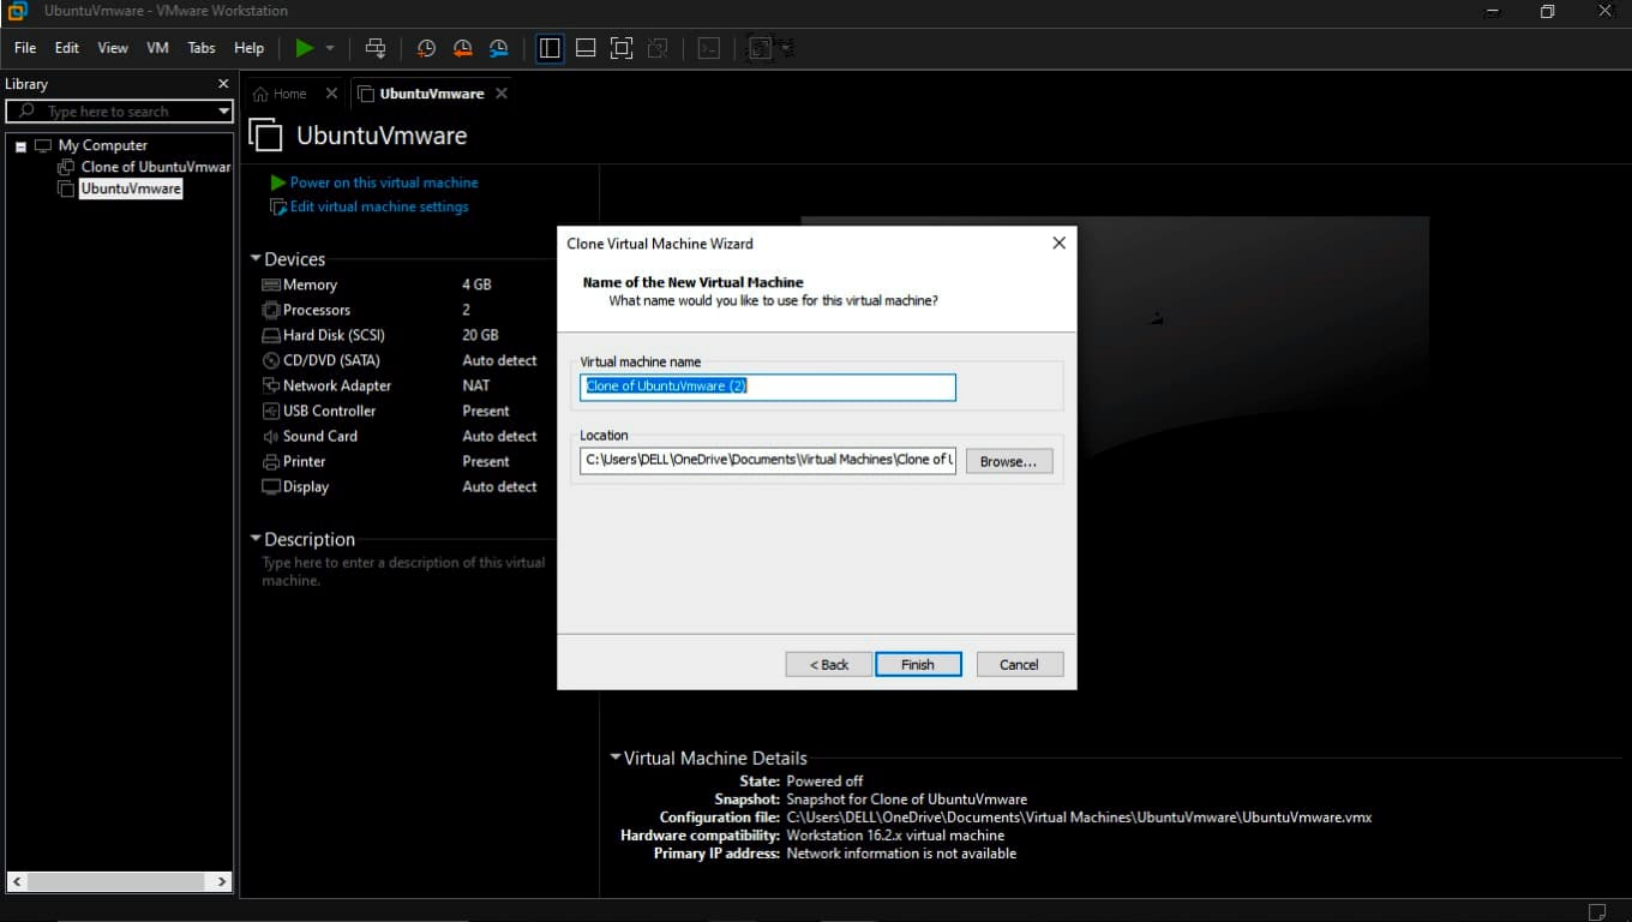 UbuntuVmware - VMware Workstation
File Edit View VM Tabs Help
Library
Type here to search
My Computer
Clone of UbuntuVmwar
UbuntuVmware
Home
UbuntuVmware
UbuntuVmware
Power on this virtual machine
Edit virtual machine settings
Devices
Memory 4 GB
Processors 2
Hard Disk (SCSI) 20 GB
CD/DVD (SATA) Auto detect
Network Adapter NAT
USB Controller Present
Sound Card Auto detect
Printer Present
Display Auto detect
Description
Type here to enter a description of this virtual
machine.
Clone Virtual Machine Wizard
Name of the New Virtual Machine
What name would you like to use for this virtual machine?
Virtual machine name
Clone of UbuntuVmware (2)
Location
C:\Users\DELL\OneDrive\Documents\Virtual Machines\Clone of U
Browse...
< Back Finish Cancel
Virtual Machine Details
State: Powered off
Snapshot: Snapshot for Clone of UbuntuVmware
Configuration file: C:\Users\DELL\OneDrive\Documents\Virtual Machines\UbuntuVmware\UbuntuVmware.vmx
Hardware compatibility: Workstation 16.2.x virtual machine
Primary IP address: Network information is not available